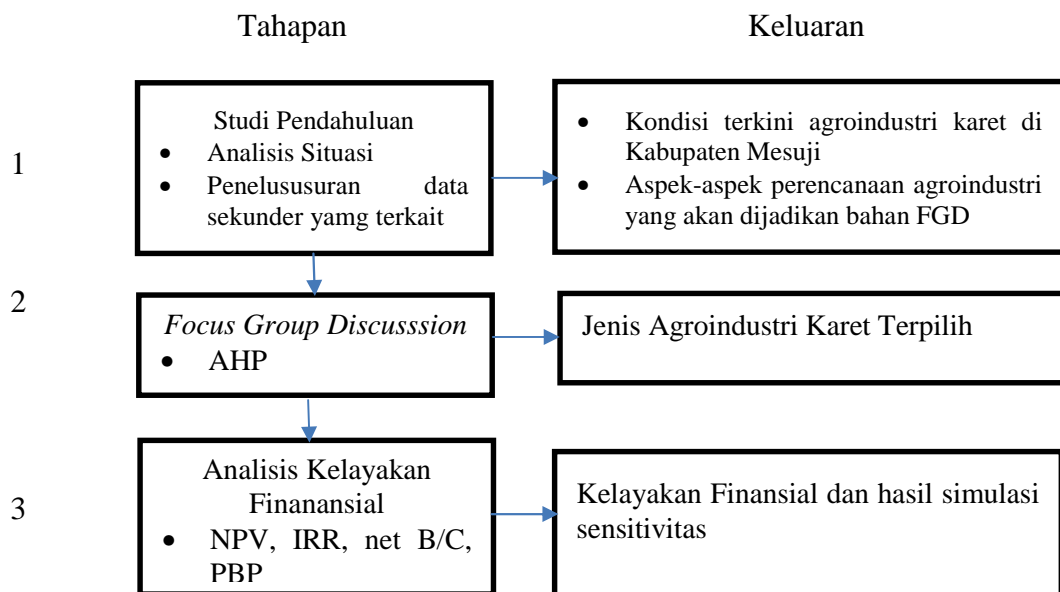 Tahapan
Keluaran
1
Studi Pendahuluan
• Analisis Situasi
• Penelususuran data
sekunder yamg terkait
• Kondisi terkini agroindustri karet di
Kabupaten Mesuji
• Aspek-aspek perencanaan agroindustri
yang akan dijadikan bahan FGD
2
Focus Group Discusssion
• AHP
Jenis Agroindustri Karet Terpilih
3
Analisis Kelayakan
Finanansial
• NPV, IRR, net B/C,
PBP
Kelayakan Finansial dan hasil simulasi
sensitivitas